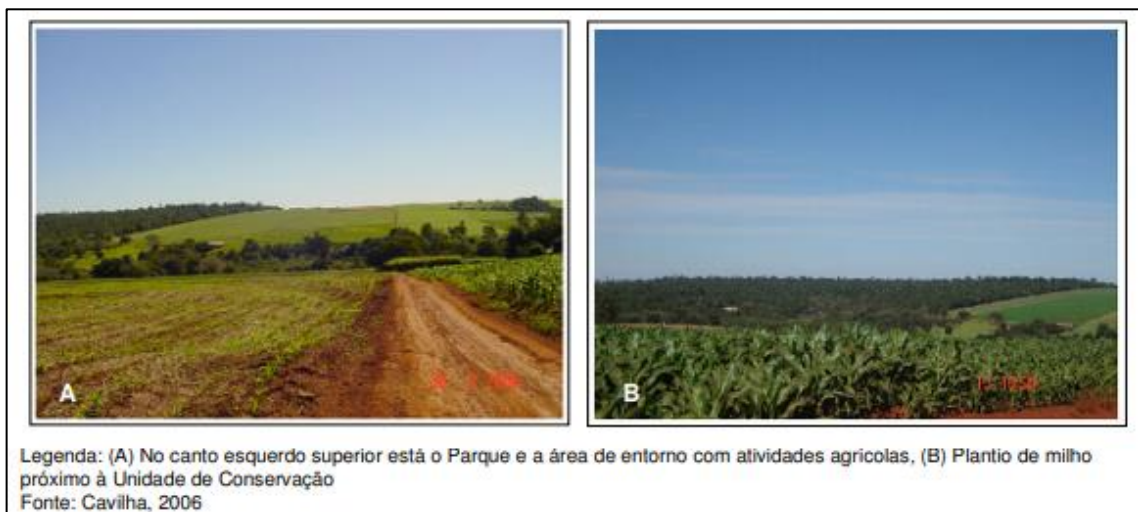 A
B
Legenda: (A) No canto esquerdo superior está o Parque e a área de entorno com atividades agrícolas, (B) Plantio de milho
próximo à Unidade de Conservação
Fonte: Cavilha, 2006